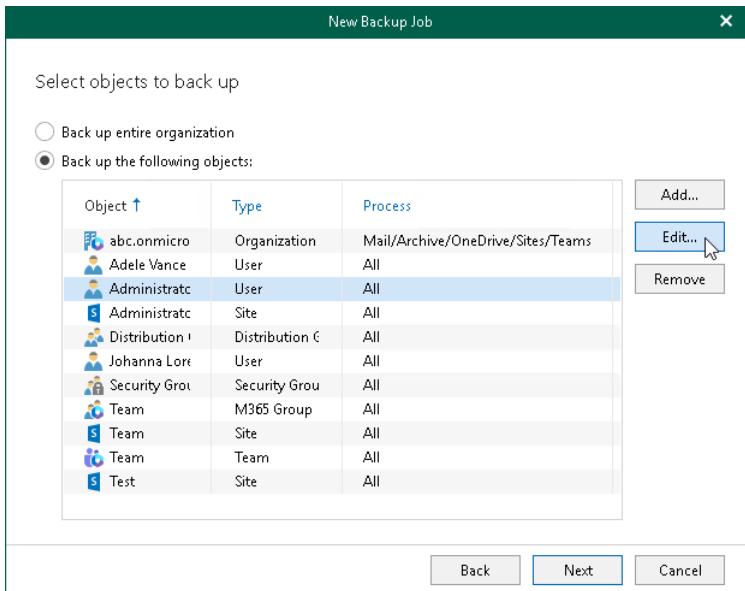 New Backup Job
Select objects to back up
Back up entire organization
Back up the following objects:
Object Type Process
abc.onmicro Organization Mail/Archive/OneDrive/Sites/Teams
Adele Vance User All
Administratc User All
Administratc Site All
Distribution Distribution G All
Johanna Lore User All
Security Grou Security Grou All
Team M365 Group All
Team Site All
Team Team All
Test Site All
Add...
Edit...
Remove
Back Next Cancel